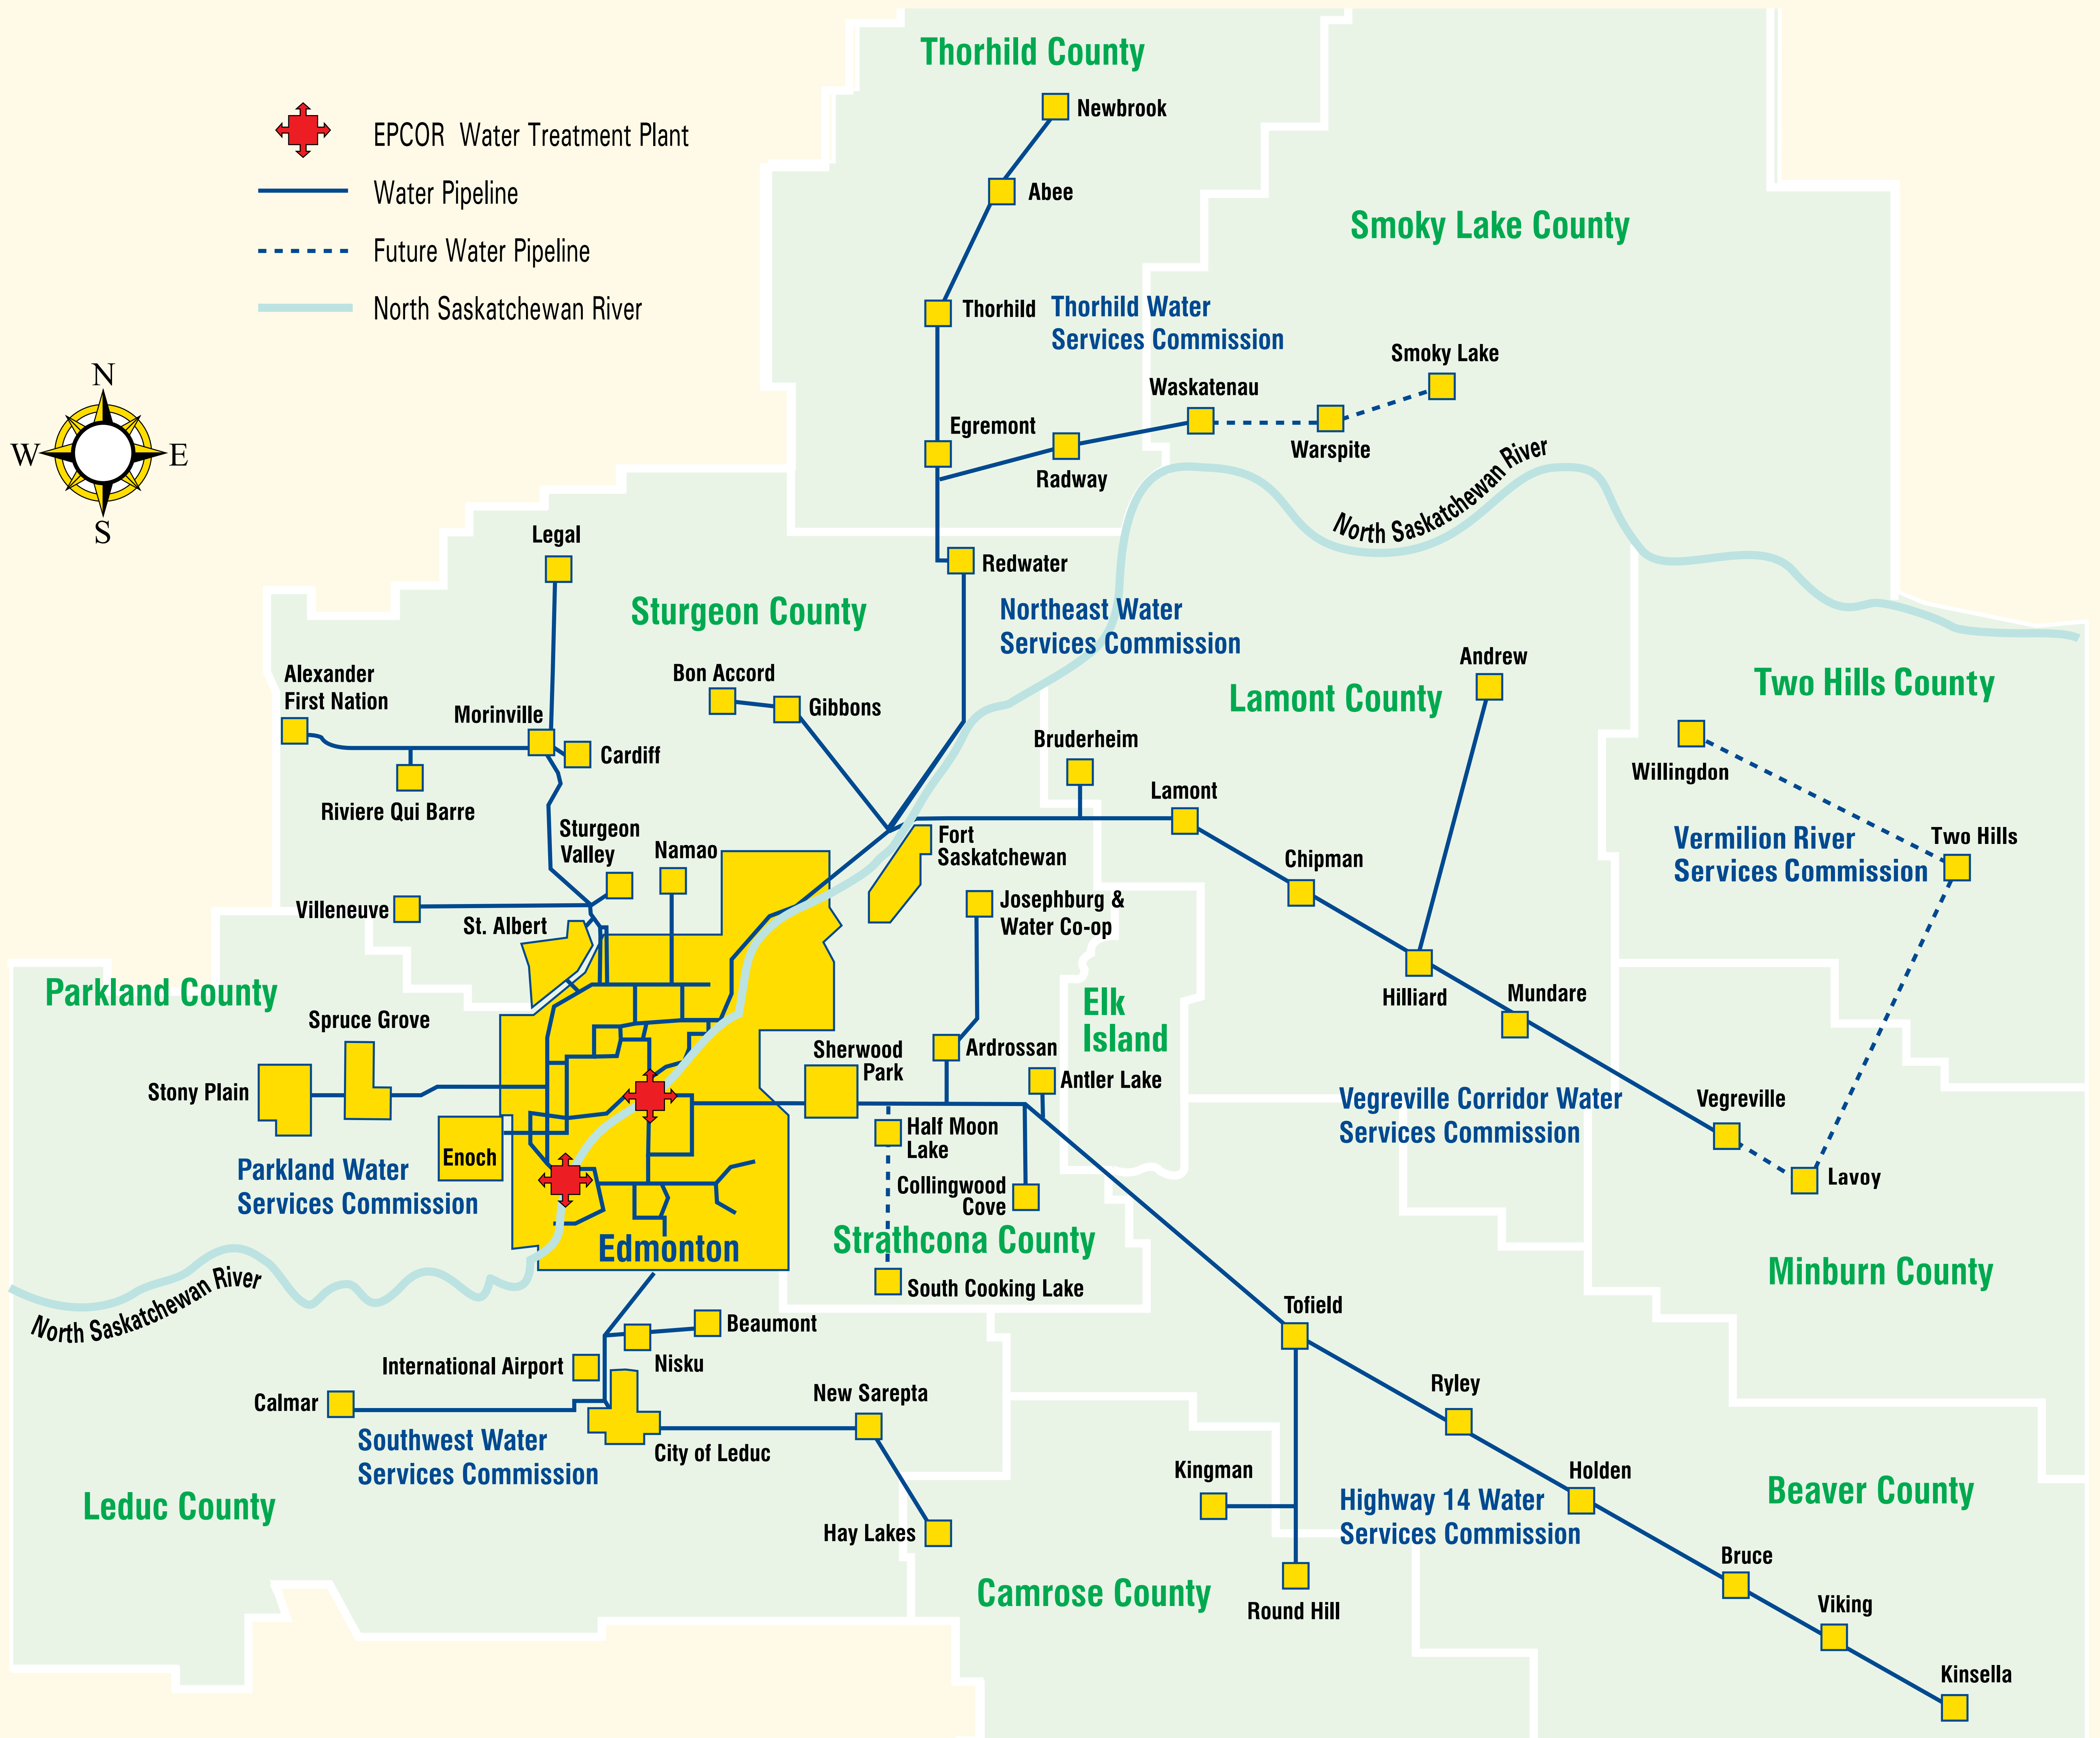 Thorhild County
Newbrook
EPCOR Water Treatment Plant
Water Pipeline
Abee
Future Water Pipeline
Smoky Lake County
North Saskatchewan River
Thorhild
Thorhild Water
Services Commission
N
W
E
S
Smoky Lake
Waskatenau
Egremont
Warspite
Radway
North Saskatchewan River
Legal
Redwater
Sturgeon County
Northeast Water
Services Commission
Alexander
First Nation
Bon Accord
Gibbons
Andrew
Lamont County
Two Hills County
Morinville
Cardiff
Bruderheim
Willingdon
Riviere Qui Barre
Lamont
Sturgeon
Valley
Namao
Fort
Saskatchewan
Chipman
Vermilion River
Services Commission
Two Hills
Villeneuve
St. Albert
Josephburg &
Water Co-op
Parkland County
Spruce Grove
Elk
Island
Hilliard
Mundare
Stony Plain
Sherwood
Park
Ardrossan
Antler Lake
Vegreville Corridor Water
Services Commission
Vegreville
Enoch
Half Moon
Lake
Parkland Water
Services Commission
Collingwood
Cove
Lavoy
Edmonton
Strathcona County
South Cooking Lake
Minburn County
North Saskatchewan River
Tofield
Beaumont
International Airport
Nisku
Calmar
New Sarepta
Ryley
Southwest Water
Services Commission
City of Leduc
Kingman
Holden
Leduc County
Hay Lakes
Highway 14 Water
Services Commission
Beaver County
Camrose County
Round Hill
Bruce
Viking
Kinsella